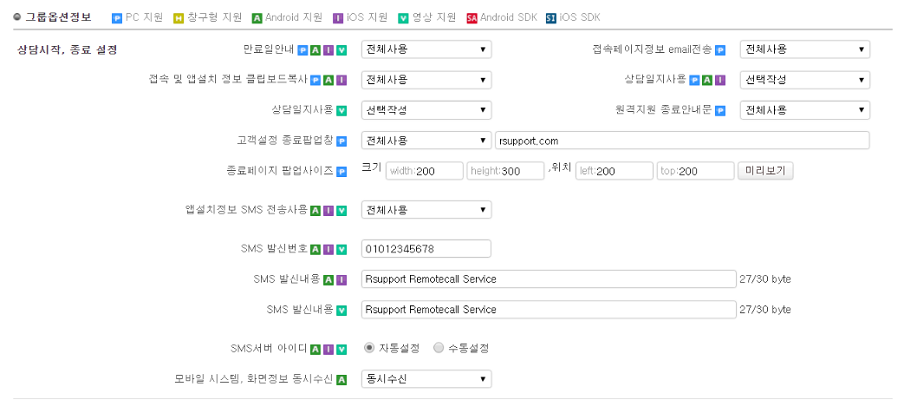 그룹옵션정보 P PC 지원 H 창구형 지원 A Android 지원 I iOS 지원 V 영상 지원 SA Android SDK SI iOS SDK
상담시작, 종료 설정
만료일안내 P A I V 전체사용 접속페이지정보 email전송 P 전체사용
접속 및 앱설치 정보 클립보드복사 P A I 전체사용 상담일지사용 P A I 선택작성
상담일지사용 V 선택작성 원격지원 종료안내문 P 전체사용
고객설정 종료팝업창 P 전체사용 rsupport.com
종료페이지 팝업사이즈 P 크기 width:200 height:300 ,위치 left:200 top:200 미리보기
앱설치정보 SMS 전송사용 A I V 전체사용
SMS 발신번호 A I V 01012345678
SMS 발신내용 A I Rsupport Remotecall Service 27/30 byte
SMS 발신내용 V Rsupport Remotecall Service 27/30 byte
SMS서버 아이디 A I V 자동설정 수동설정
모바일 시스템, 화면정보 동시수신 A 동시수신